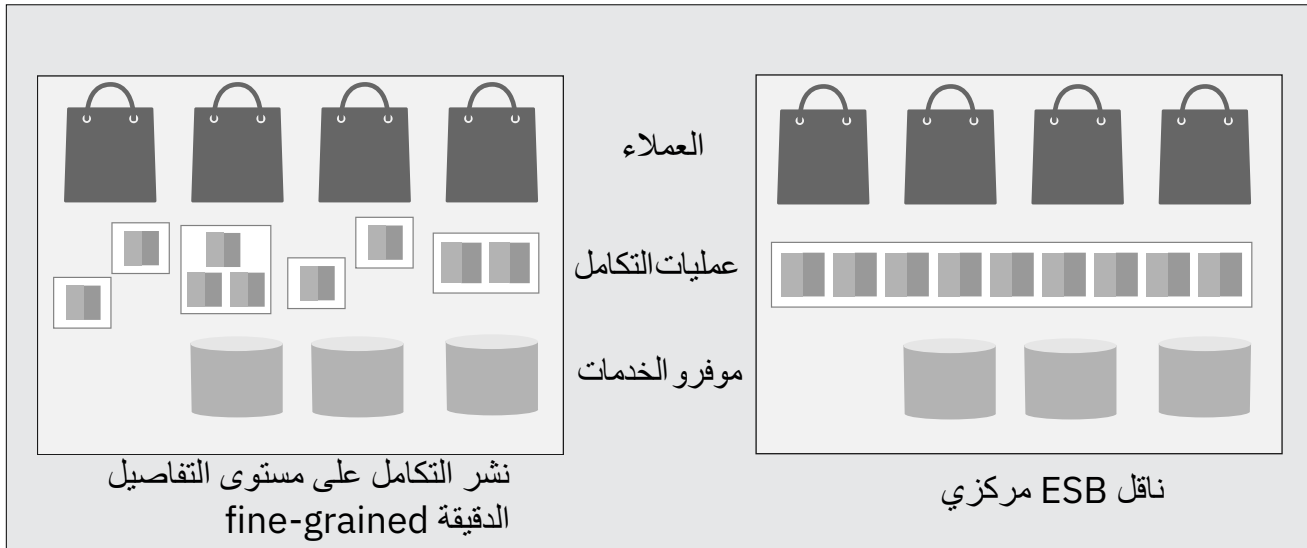 العملاء
عمليات التكامل
موفرو الخدمات
ناقل ESB مركزي
نشر التكامل على مستوى التفاصيل
الدقيقة fine-grained